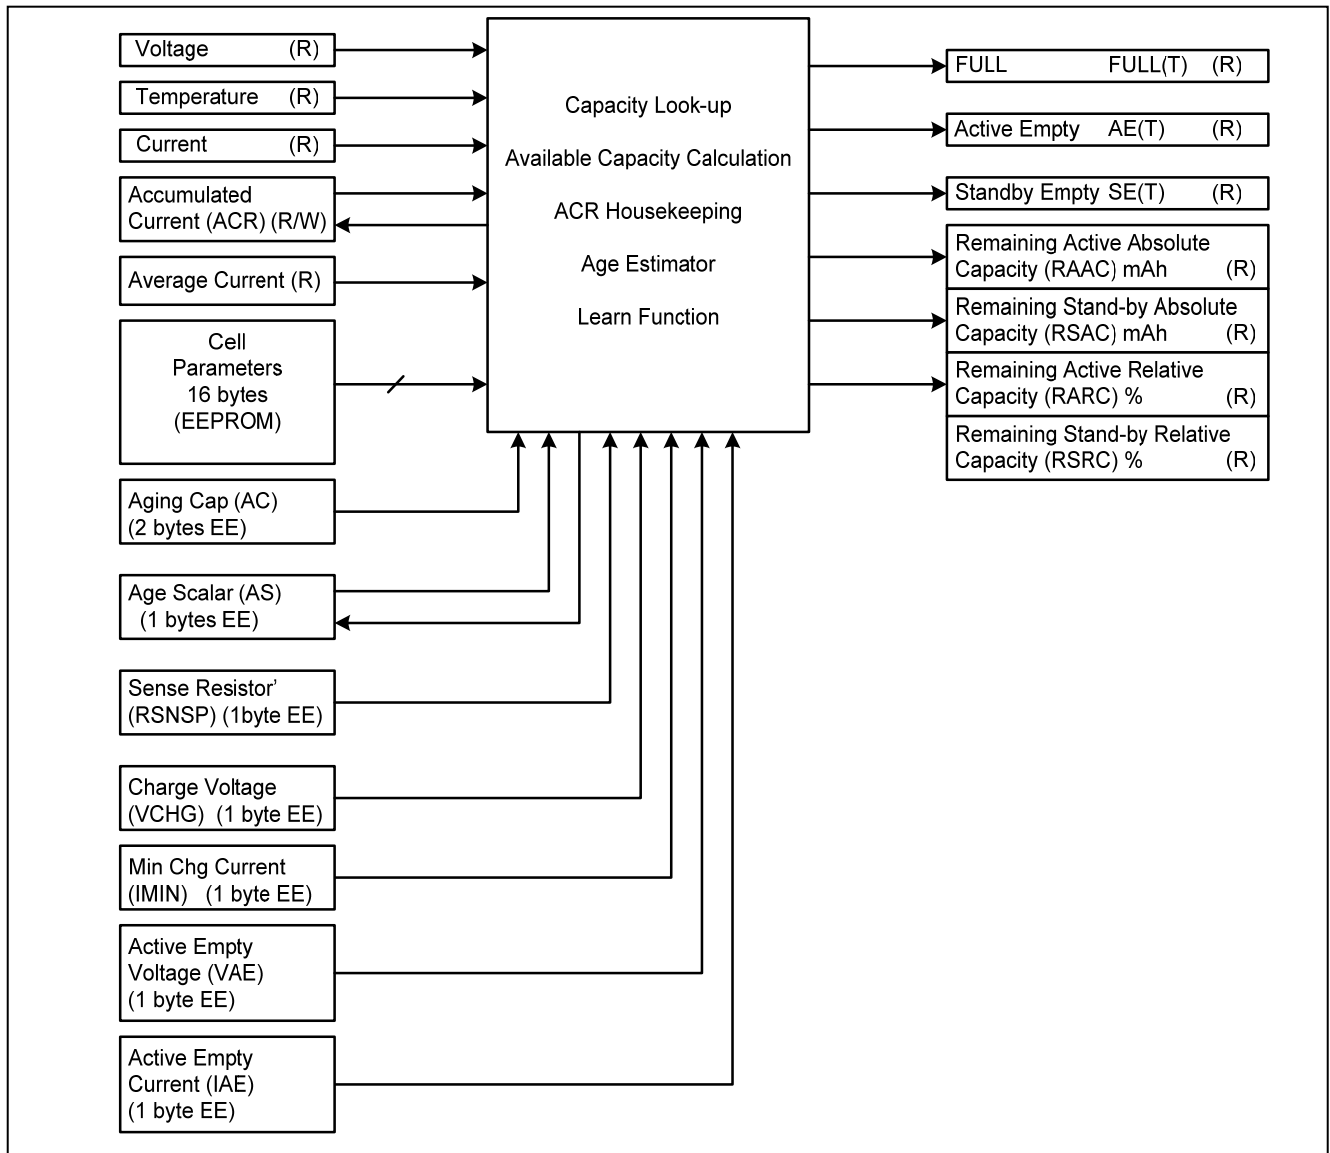 Voltage (R)
Temperature (R)
Current (R)
Accumulated
Current (ACR) (R/W)
Average Current (R)
Cell
Parameters
16 bytes
(EEPROM)
Aging Cap (AC)
(2 bytes EE)
Age Scalar (AS)
(1 bytes EE)
Sense Resistor'
(RSNSP) (1byte EE)
Charge Voltage
(VCHG) (1 byte EE)
Min Chg Current
(IMIN) (1 byte EE)
Active Empty
Voltage (VAE)
(1 byte EE)
Active Empty
Current (IAE)
(1 byte EE)
Capacity Look-up
Available Capacity Calculation
ACR Housekeeping
Age Estimator
Learn Function
FULL FULL(T) (R)
Active Empty AE(T) (R)
Standby Empty SE(T) (R)
Remaining Active Absolute
Capacity (RAAC) mAh (R)
Remaining Stand-by Absolute
Capacity (RSAC) mAh (R)
Remaining Active Relative
Capacity (RARC) % (R)
Remaining Stand-by Relative
Capacity (RSRC) % (R)